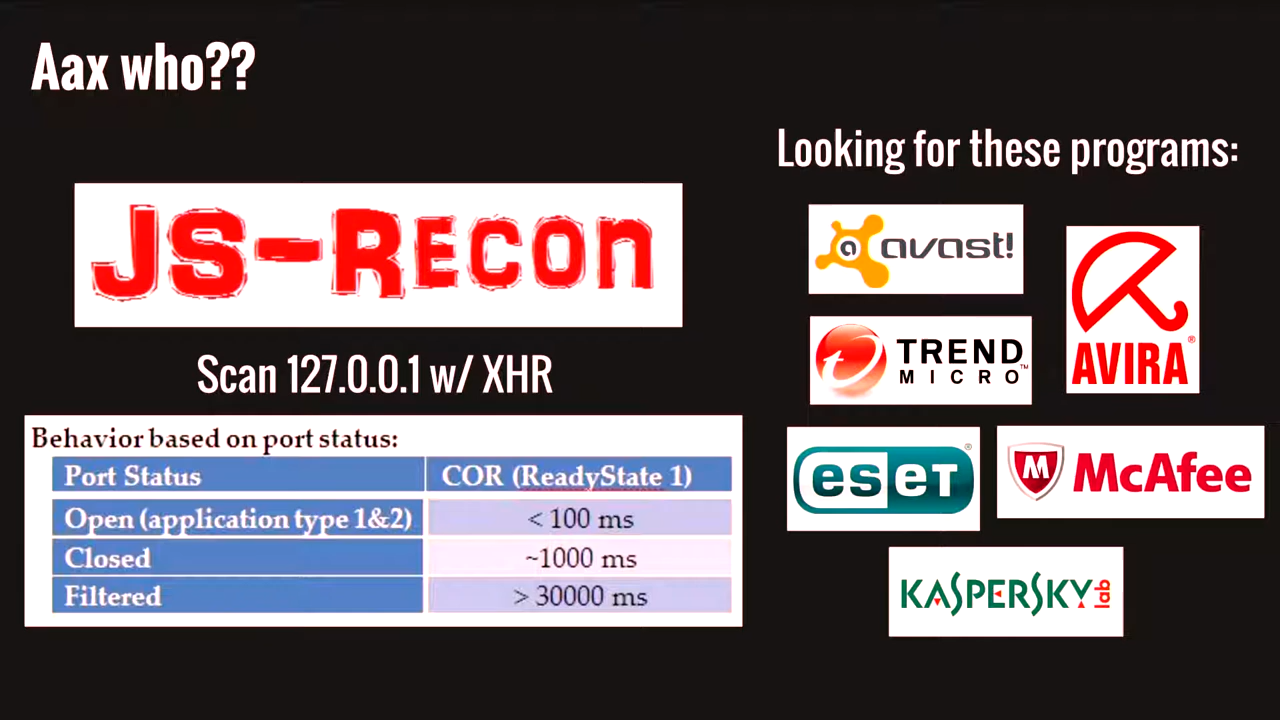 Aax who??
JS-Recon
Scan 127.0.0.1 w/ XHR
Behavior based on port status:
Port Status COR (ReadyState 1)
Open (application type 1&2) < 100 ms
Closed ~1000 ms
Filtered > 30000 ms
Looking for these programs:
a avast!
AVIRA®
TREND
MICRO™
eset®
M McAfee
KASPERSKY lab